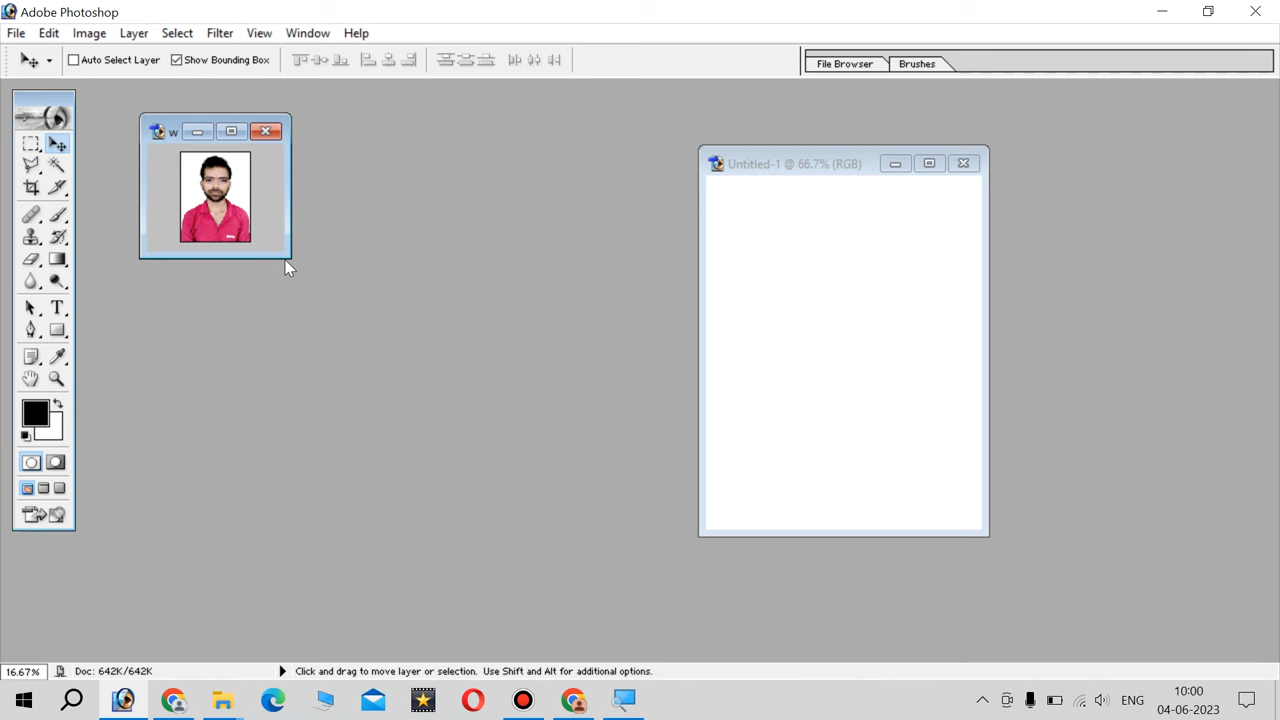 Adobe Photoshop
File Edit Image Layer Select Filter View Window Help
Auto Select Layer Show Bounding Box File Browser Brushes
w
Untitled-1 @ 66.7% (RGB)
T
16.67% Doc: 642K/642K Click and drag to move layer or selection. Use Shift and Alt for additional options.
ENG 10:00
04-06-2023